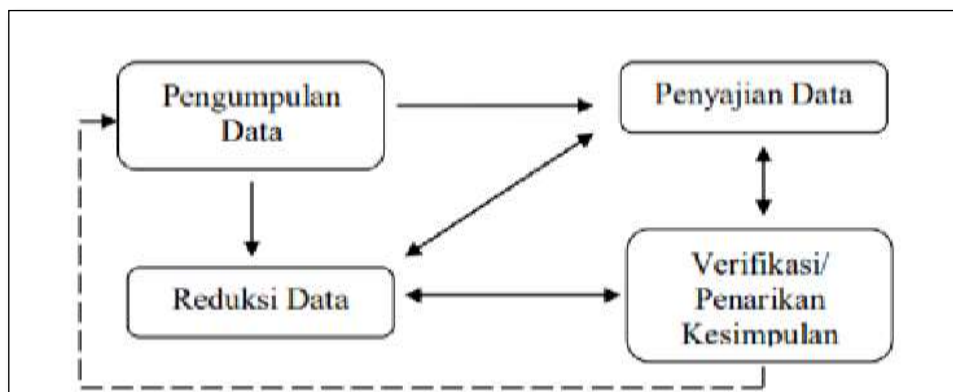 Pengumpulan
Data
Penyajian Data
Reduksi Data
Verifikasi/
Penarikan
Kesimpulan